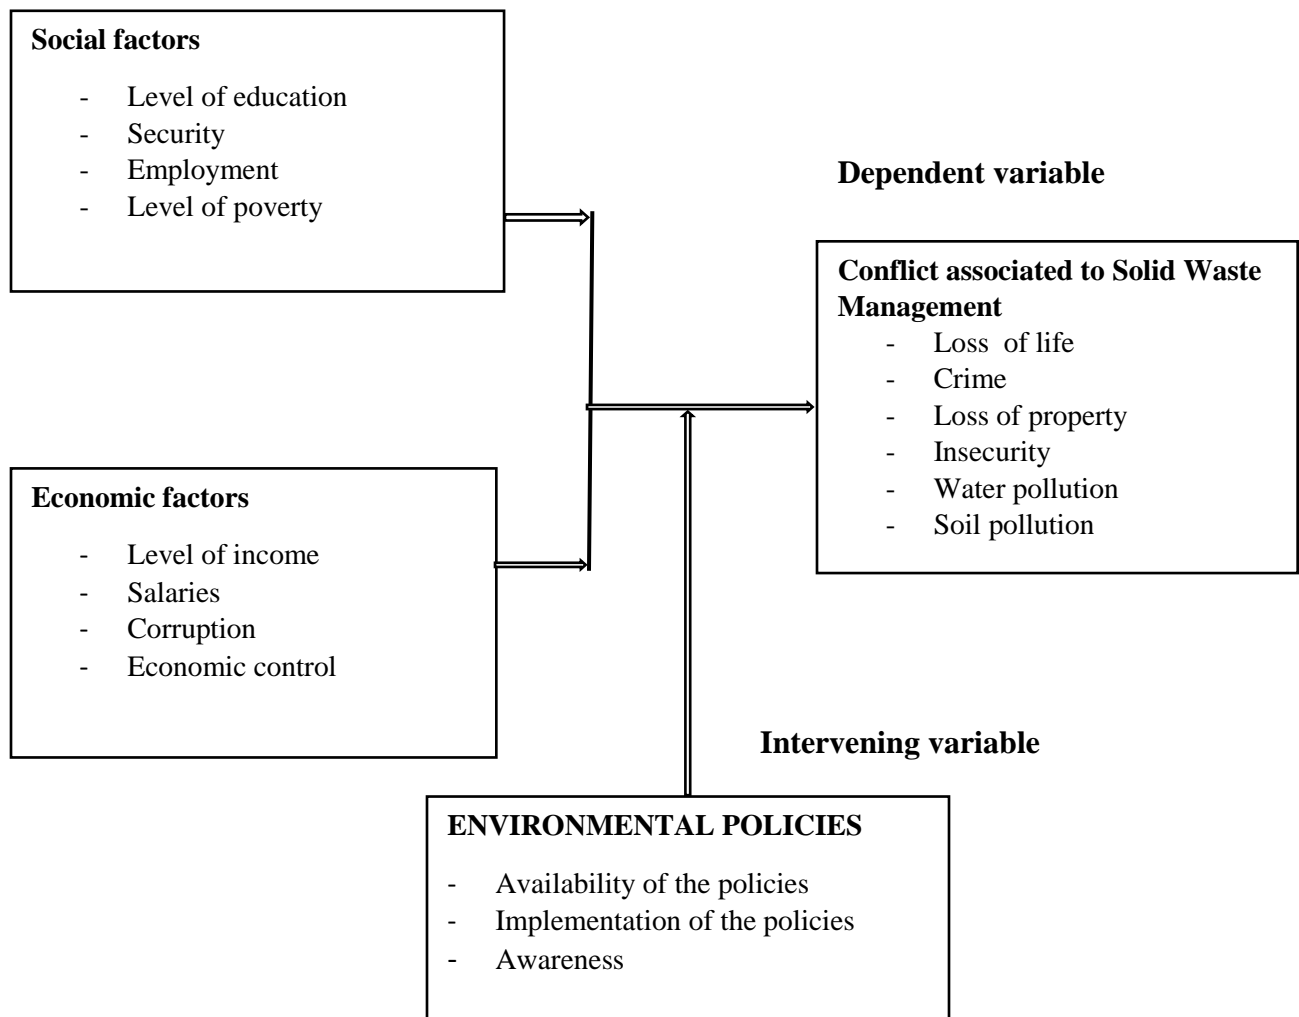 Social factors
- Level of education
- Security
- Employment
- Level of poverty
Dependent variable
Conflict associated to Solid Waste
Management
- Loss of life
- Crime
- Loss of property
- Insecurity
- Water pollution
- Soil pollution
Economic factors
- Level of income
- Salaries
- Corruption
- Economic control
Intervening variable
ENVIRONMENTAL POLICIES
- Availability of the policies
- Implementation of the policies
- Awareness